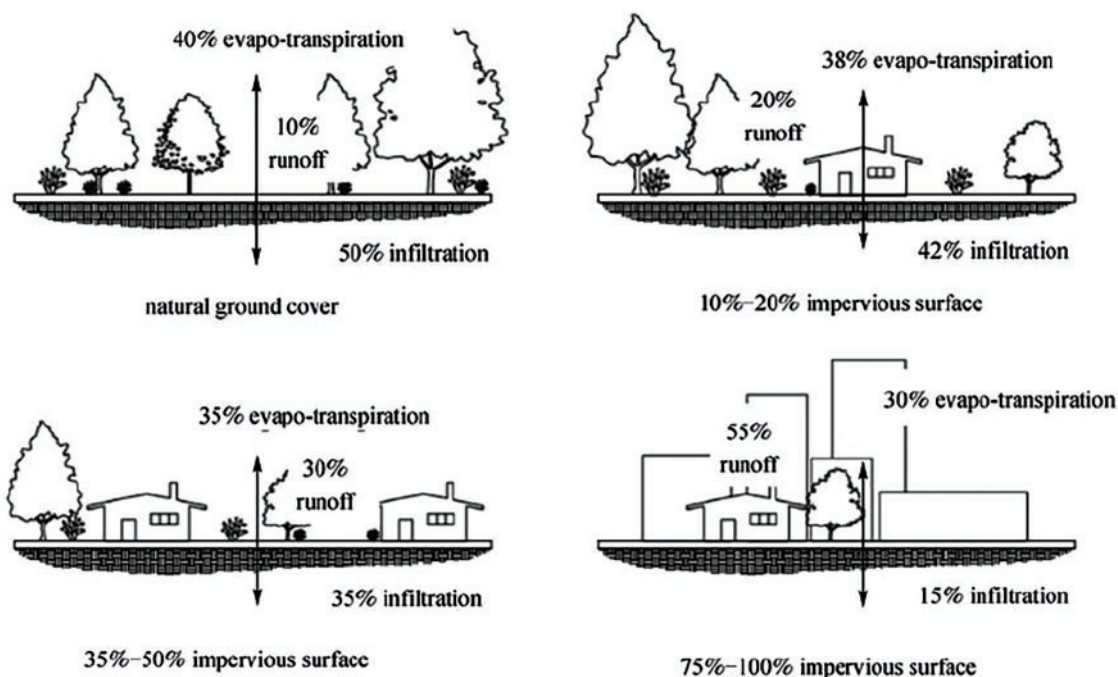 40% evapo-transpiration
10%
runoff
50% infiltration
natural ground cover
38% evapo-transpiration
20%
runoff
42% infiltration
10%-20% impervious surface
35% evapo-transpiration
30%
runoff
35% infiltration
35%-50% impervious surface
30% evapo-transpiration
55%
runoff
15% infiltration
75%-100% impervious surface